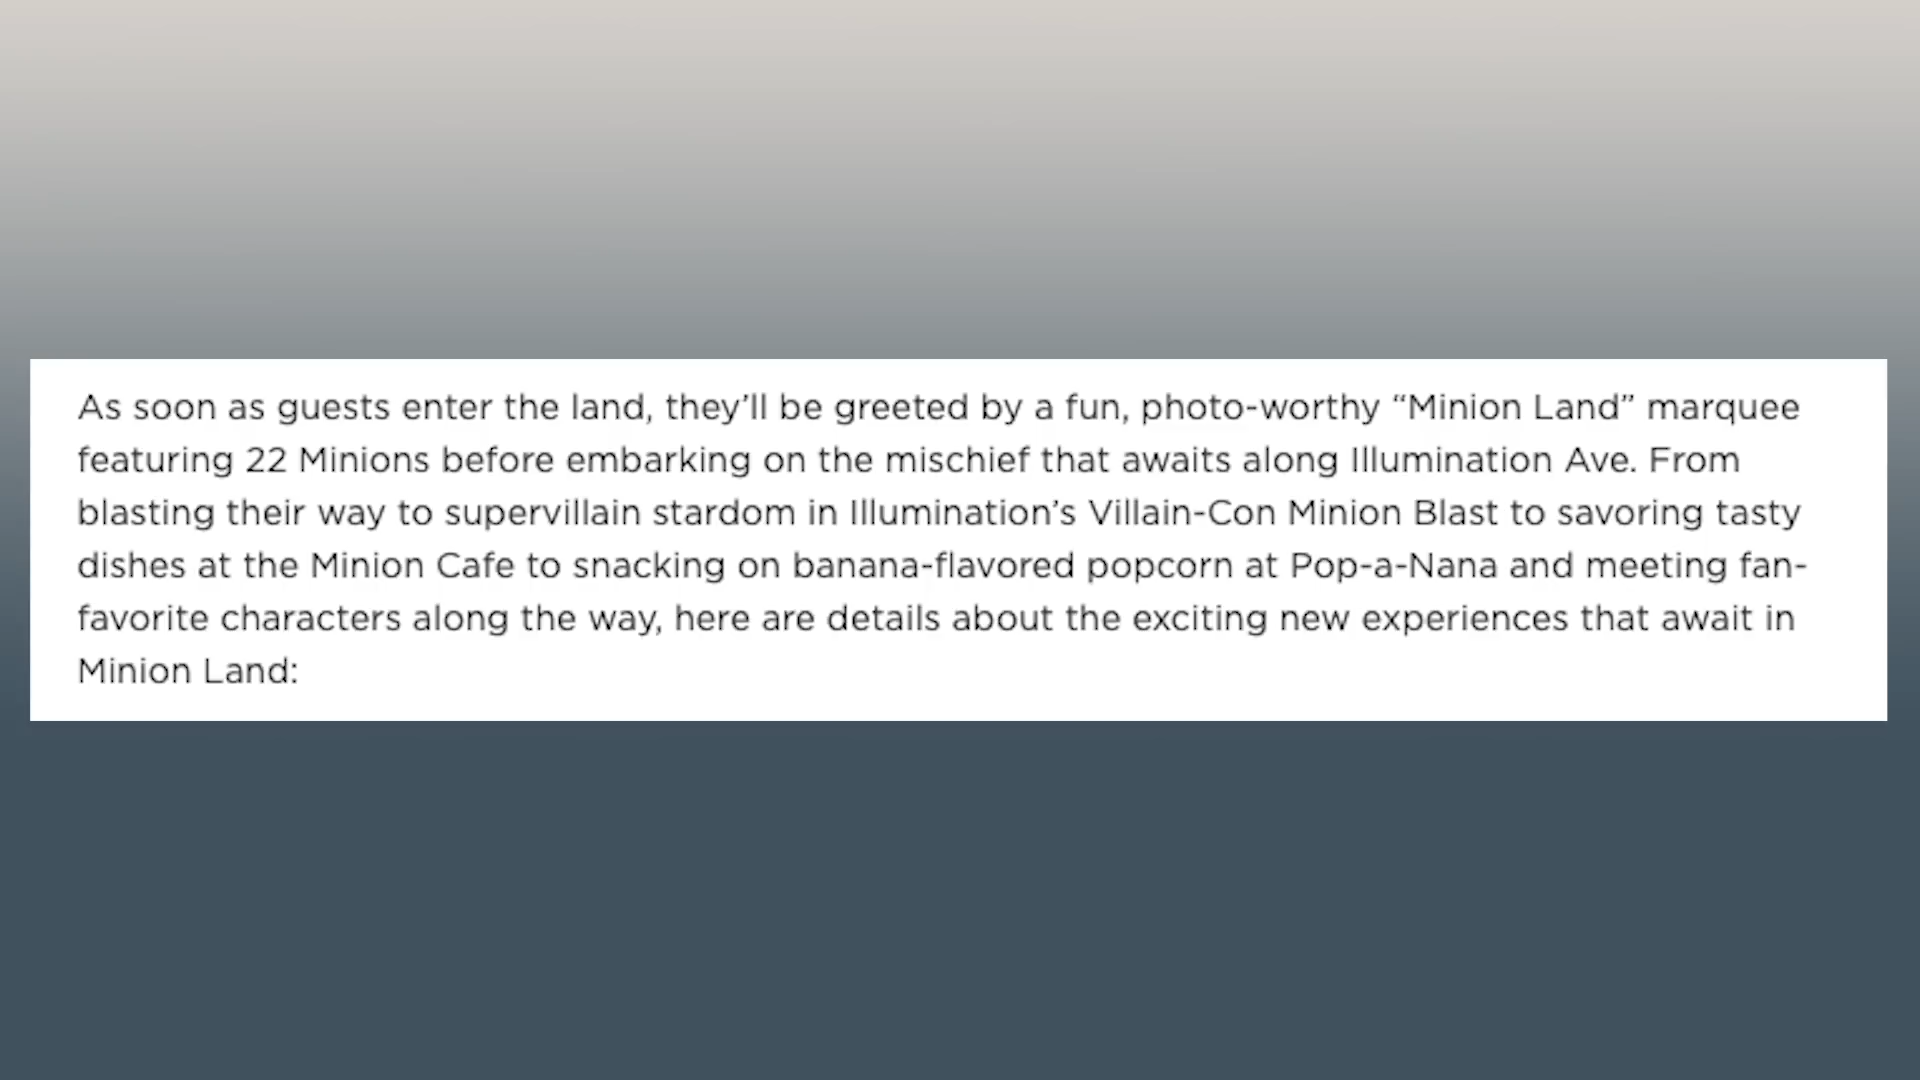 As soon as guests enter the land, they’ll be greeted by a fun, photo-worthy “Minion Land” marquee
featuring 22 Minions before embarking on the mischief that awaits along Illumination Ave. From
blasting their way to supervillain stardom in Illumination’s Villain-Con Minion Blast to savoring tasty
dishes at the Minion Cafe to snacking on banana-flavored popcorn at Pop-a-Nana and meeting fan-
favorite characters along the way, here are details about the exciting new experiences that await in
Minion Land: